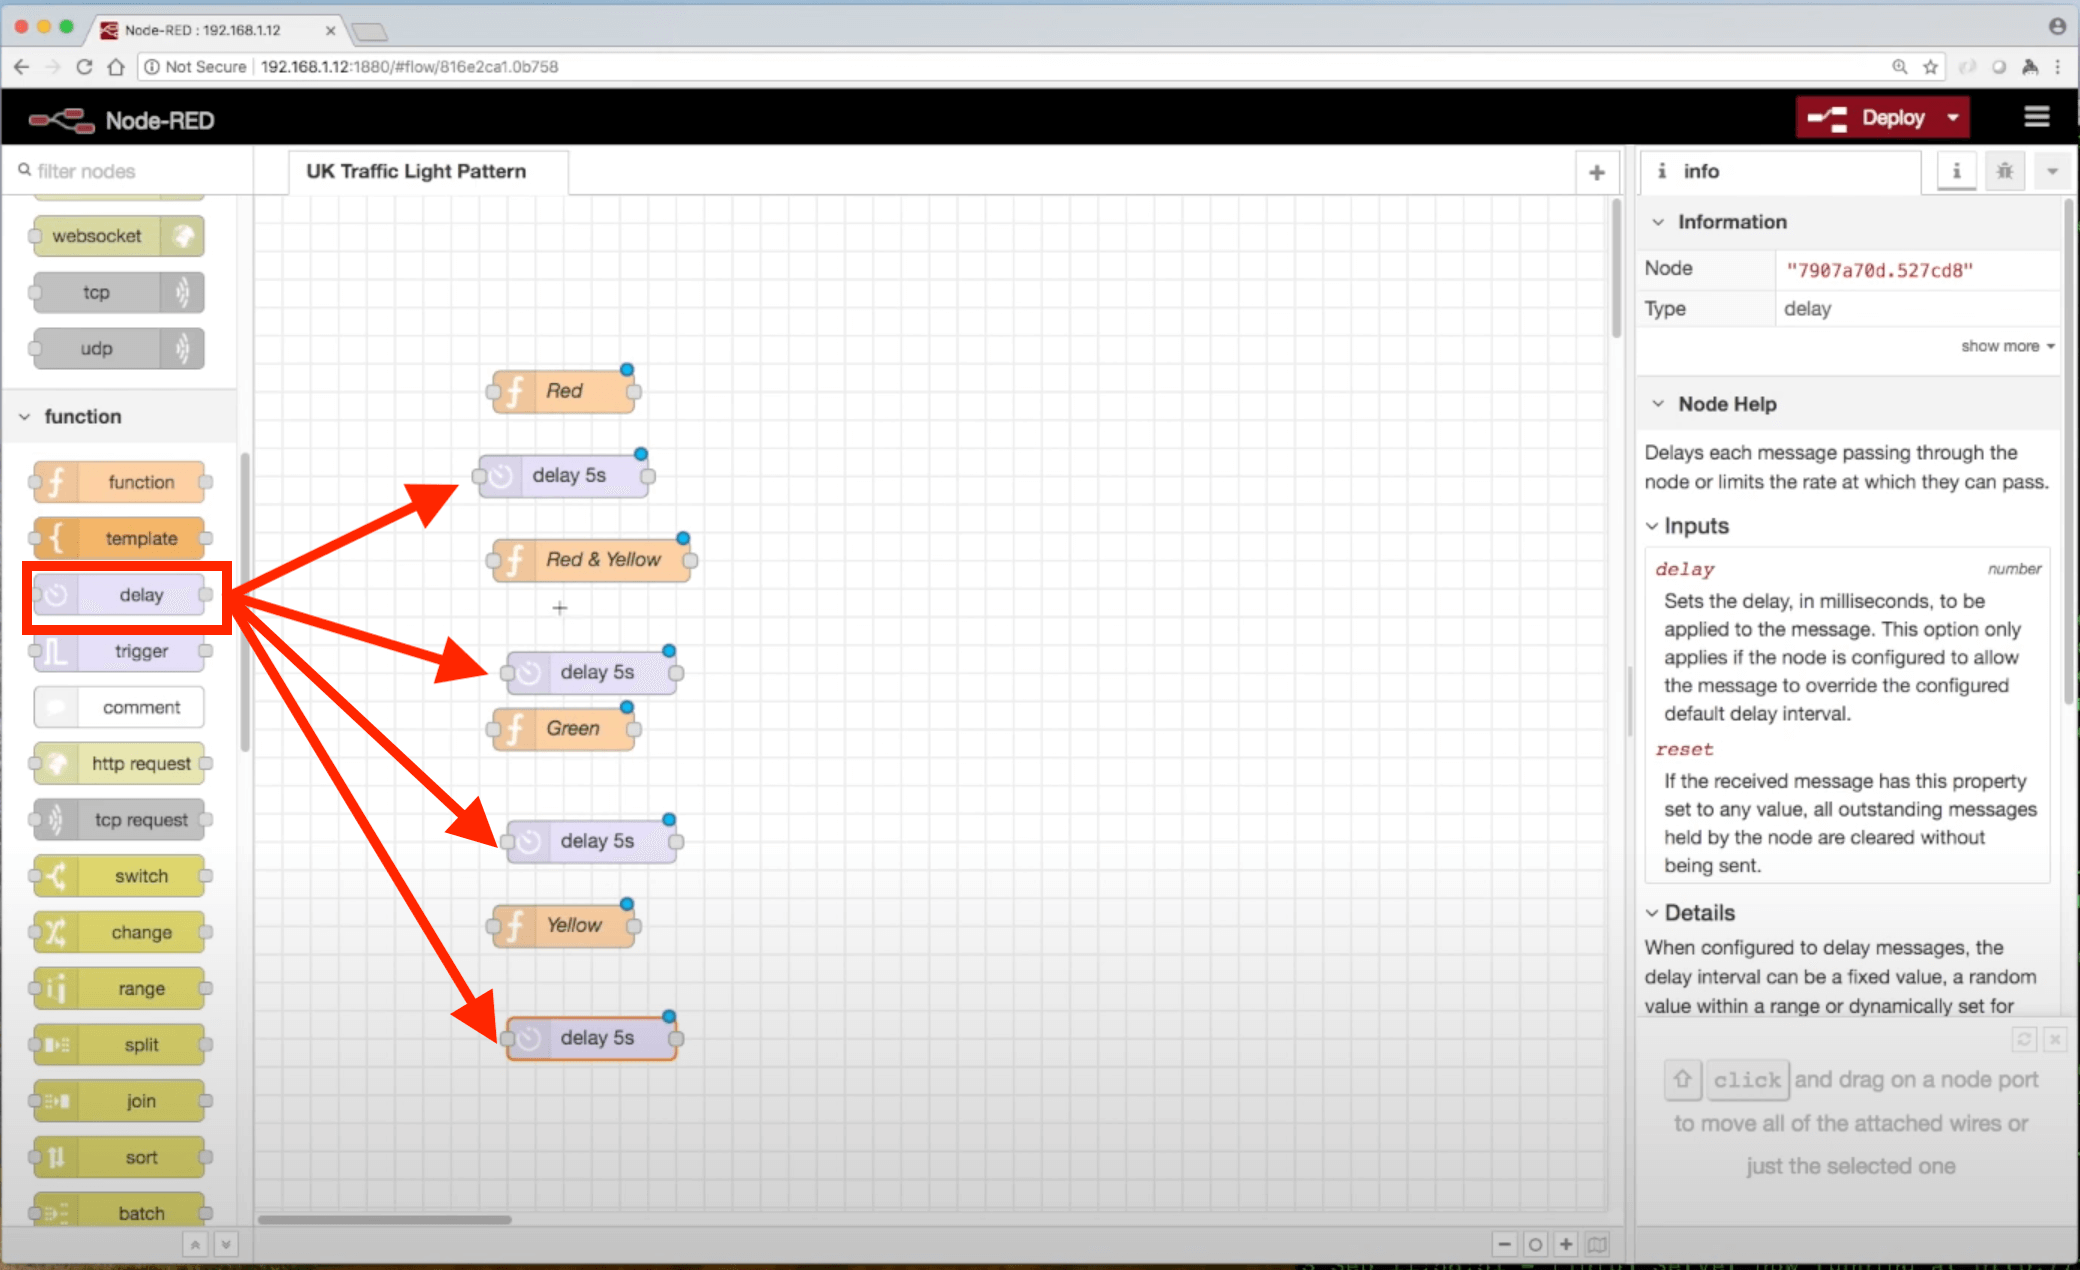 Node-RED : 192.168.1.12
Not Secure 192.168.1.12:1880/#flow/816e2ca1.0b758
Node-RED
Deploy
filter nodes
websocket
tcp
udp
function
function
template
delay
trigger
comment
http request
tcp request
switch
change
range
split
join
sort
batch
UK Traffic Light Pattern
Red
delay 5s
Red & Yellow
delay 5s
Green
delay 5s
Yellow
delay 5s
info
Information
Node "7907a70d.527cd8"
Type delay
show more
Node Help
Delays each message passing through the
node or limits the rate at which they can pass.
Inputs
delay number
Sets the delay, in milliseconds, to be
applied to the message. This option only
applies if the node is configured to allow
the message to override the configured
default delay interval.
reset
If the received message has this property
set to any value, all outstanding messages
held by the node are cleared without
being sent.
Details
When configured to delay messages, the
delay interval can be a fixed value, a random
value within a range or dynamically set for
click and drag on a node port
to move all of the attached wires or
just the selected one